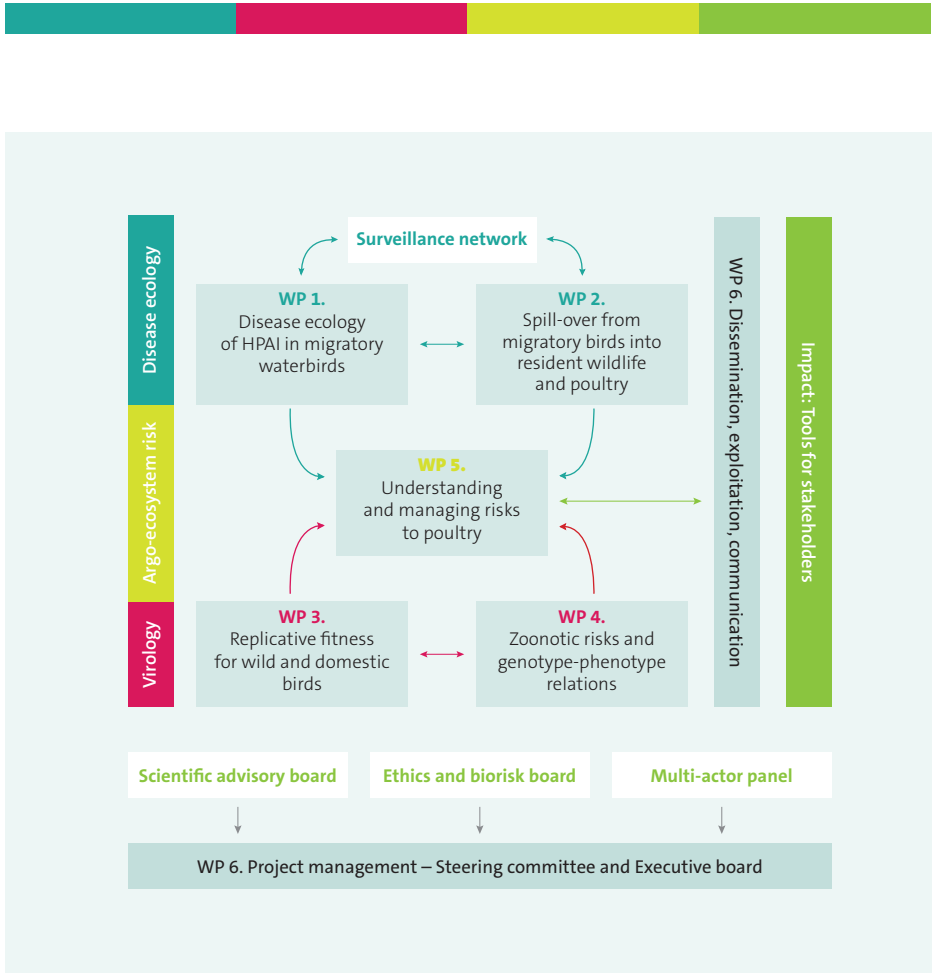 Surveillance network
Disease ecology
WP 1.
Disease ecology
of HPAI in migratory
waterbirds
WP 2.
Spill-over from
migratory birds into
resident wildlife
and poultry
Argo-ecosystem risk
WP 5.
Understanding
and managing risks
to poultry
Virology
WP 3.
Replicative fitness
for wild and domestic
birds
WP 4.
Zoonotic risks and
genotype-phenotype
relations
WP 6. Dissemination, exploitation, communication
Impact: Tools for stakeholders
Scientific advisory board
Ethics and biorisk board
Multi-actor panel
WP 6. Project management – Steering committee and Executive board